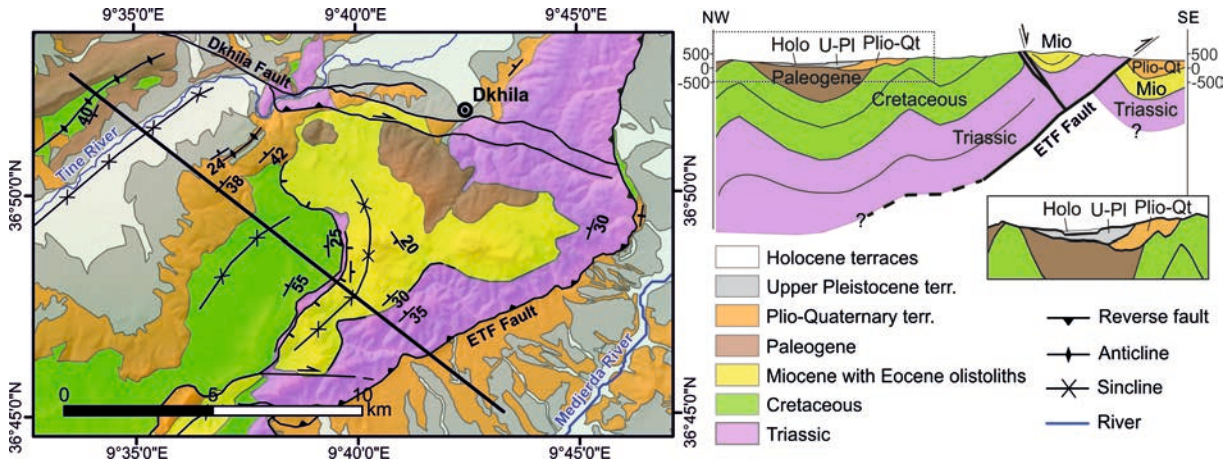 9°35'0"E
9°40'0"E
9°45'0"E
36°50'0"N
36°45'0"N
Dkhila Fault
Dkhila
Tine River
40
24
42
38
25
20
30
55
30
35
ETF Fault
Medjerda River
0 5 10
km
9°35'0"E
9°40'0"E
9°45'0"E
36°50'0"N
36°45'0"N
NW
SE
500
0
-500
Holo U-Pl Plio-Qt
Mio
500
0
-500
Paleogene
Plio-Qt
Mio
Cretaceous
Triassic
Triassic
?
ETF Fault
?
Holo U-Pl Plio-Qt
Holocene terraces
Upper Pleistocene terr.
Plio-Quaternary terr.
Paleogene
Miocene with Eocene olistoliths
Cretaceous
Triassic
Reverse fault
Anticline
Sincline
River